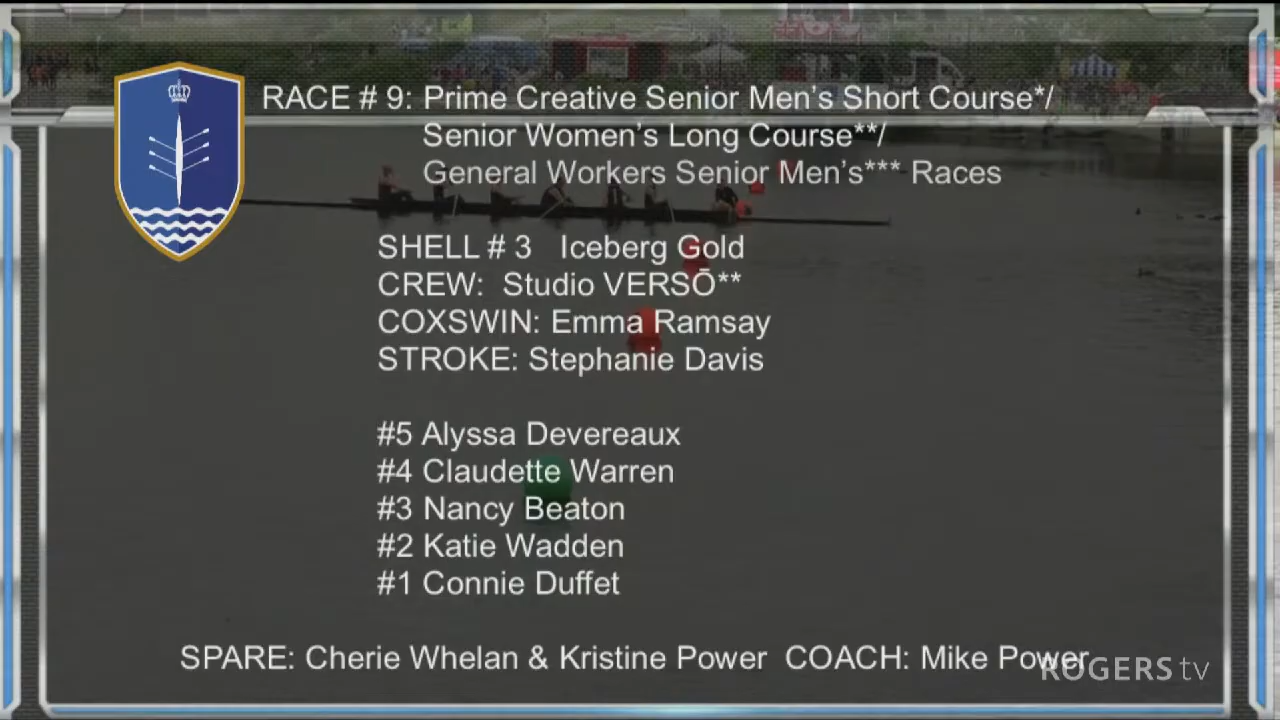 RACE # 9: Prime Creative Senior Men's Short Course*/
Senior Women's Long Course**/
General Workers Senior Men's*** Races
SHELL # 3 Iceberg Gold
CREW: Studio VERSŌ**
COXSWIN: Emma Ramsay
STROKE: Stephanie Davis
#5 Alyssa Devereaux
#4 Claudette Warren
#3 Nancy Beaton
#2 Katie Wadden
#1 Connie Duffet
SPARE: Cherie Whelan & Kristine Power COACH: Mike Power
ROGERS tv